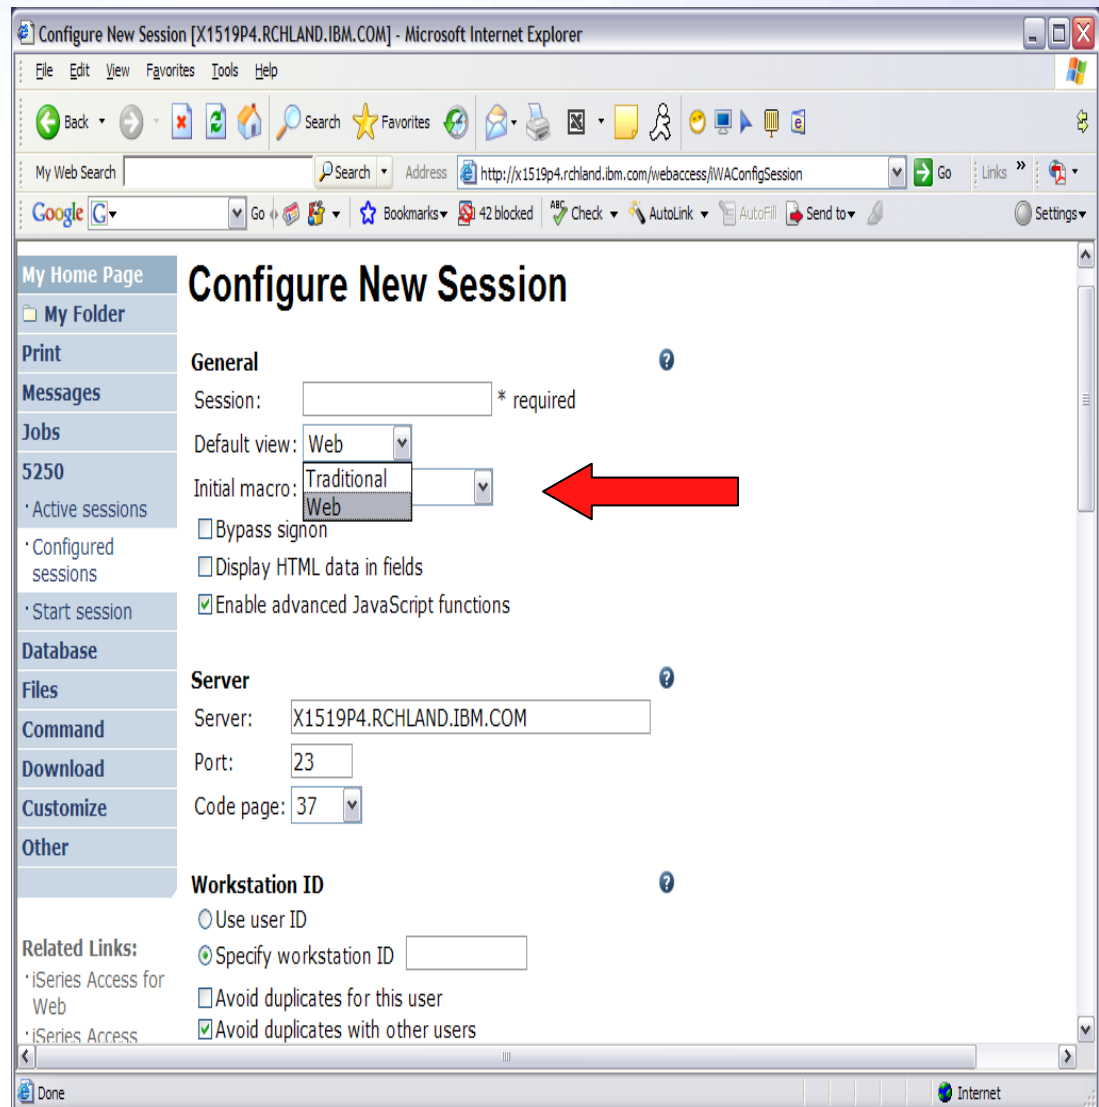 Configure New Session [X1519P4.RCHLAND.IBM.COM] - Microsoft Internet Explorer
File Edit View Favorites Tools Help
Back Search Favorites
My Web Search Search Address http://x1519p4.rchland.ibm.com/webaccess/iWAConfigSession Go Links »
Google G Go Bookmarks 42 blocked ABC Check AutoLink AutoFill Send to Settings
My Home Page
My Folder
Print
Messages
Jobs
5250
Active sessions
Configured
sessions
Start session
Database
Files
Command
Download
Customize
Other
Related Links:
iSeries Access for
Web
iSeries Access
Configure New Session
General ?
Session: * required
Default view: Web
Traditional
Web
Initial macro:
Bypass signon
Display HTML data in fields
Enable advanced JavaScript functions
Server ?
Server: X1519P4.RCHLAND.IBM.COM
Port: 23
Code page: 37
Workstation ID ?
Use user ID
Specify workstation ID
Avoid duplicates for this user
Avoid duplicates with other users
Done Internet